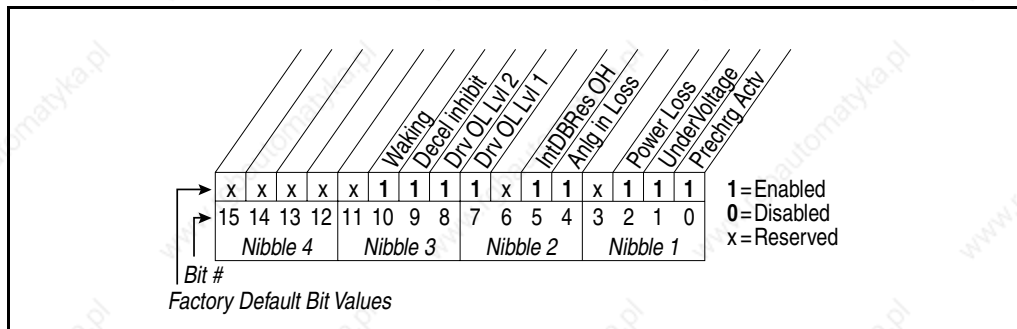 Waking
Decel inhibit
Drv OL Lvl 2
Drv OL Lvl 1
IntDBRes OH
Anlg in Loss
Power Loss
UnderVoltage
Prechrg Actv
x x x x x 1 1 1 1 x 1 1 x 1 1 1
15 14 13 12 11 10 9 8 7 6 5 4 3 2 1 0
Nibble 4 Nibble 3 Nibble 2 Nibble 1
1=Enabled
0=Disabled
x=Reserved
Bit #
Factory Default Bit Values